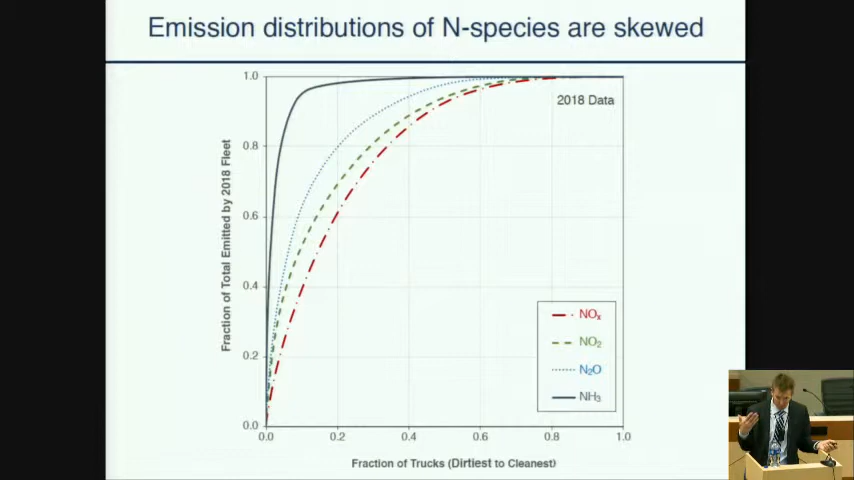 Emission distributions of N-species are skewed
2018 Data
Fraction of Total Emitted by 2018 Fleet
1.0
0.8
0.6
0.4
0.2
0.0
NOx
NO2
N2O
NH3
0.0 0.2 0.4 0.6 0.8 1.0
Fraction of Trucks (Dirtiest to Cleanest)